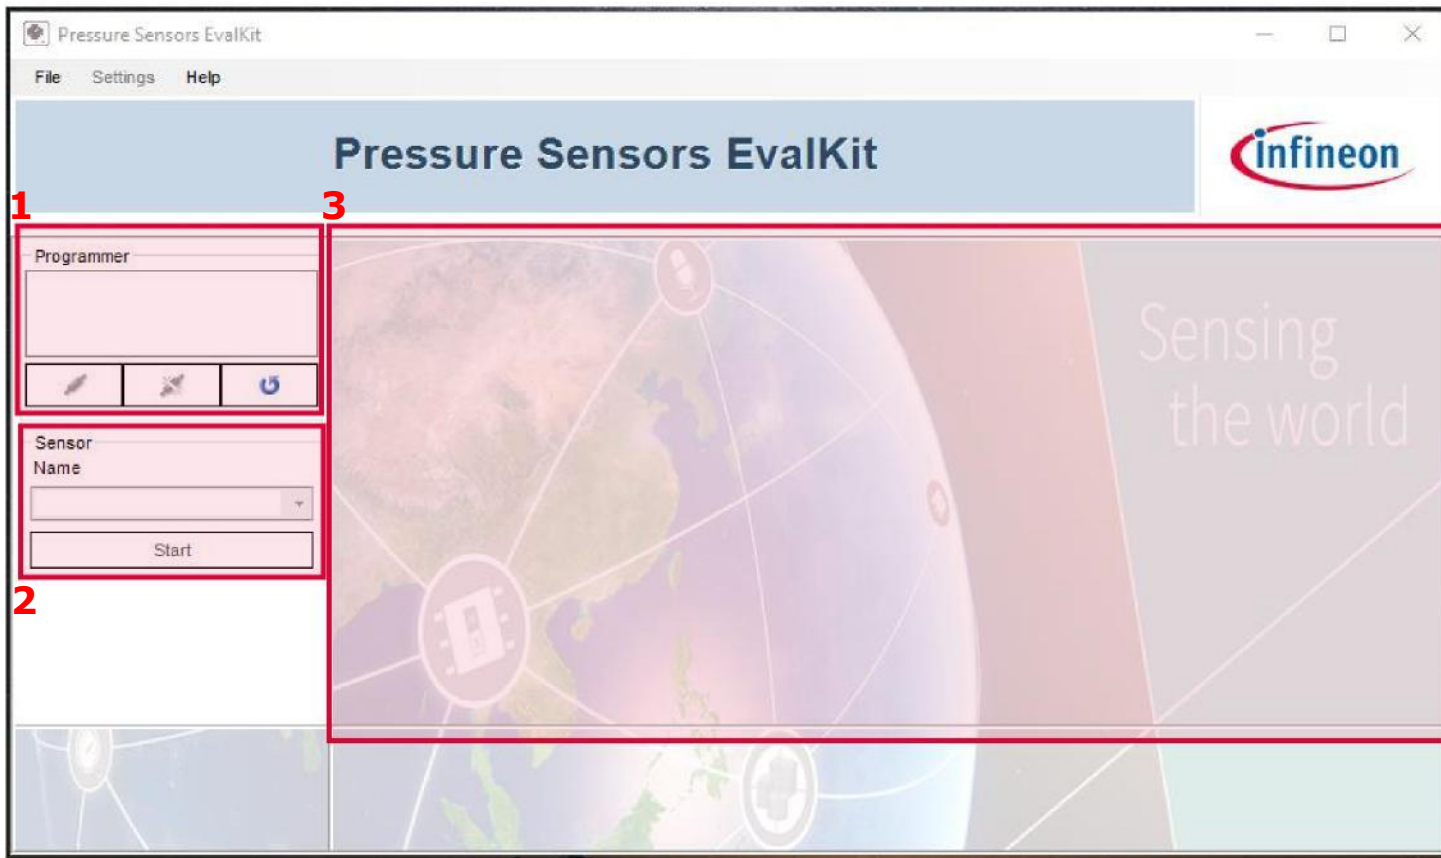 Pressure Sensors EvalKit
File Settings Help
Pressure Sensors EvalKit
infineon
1
3
Programmer
Sensing
the world
Sensor
Name
Start
2